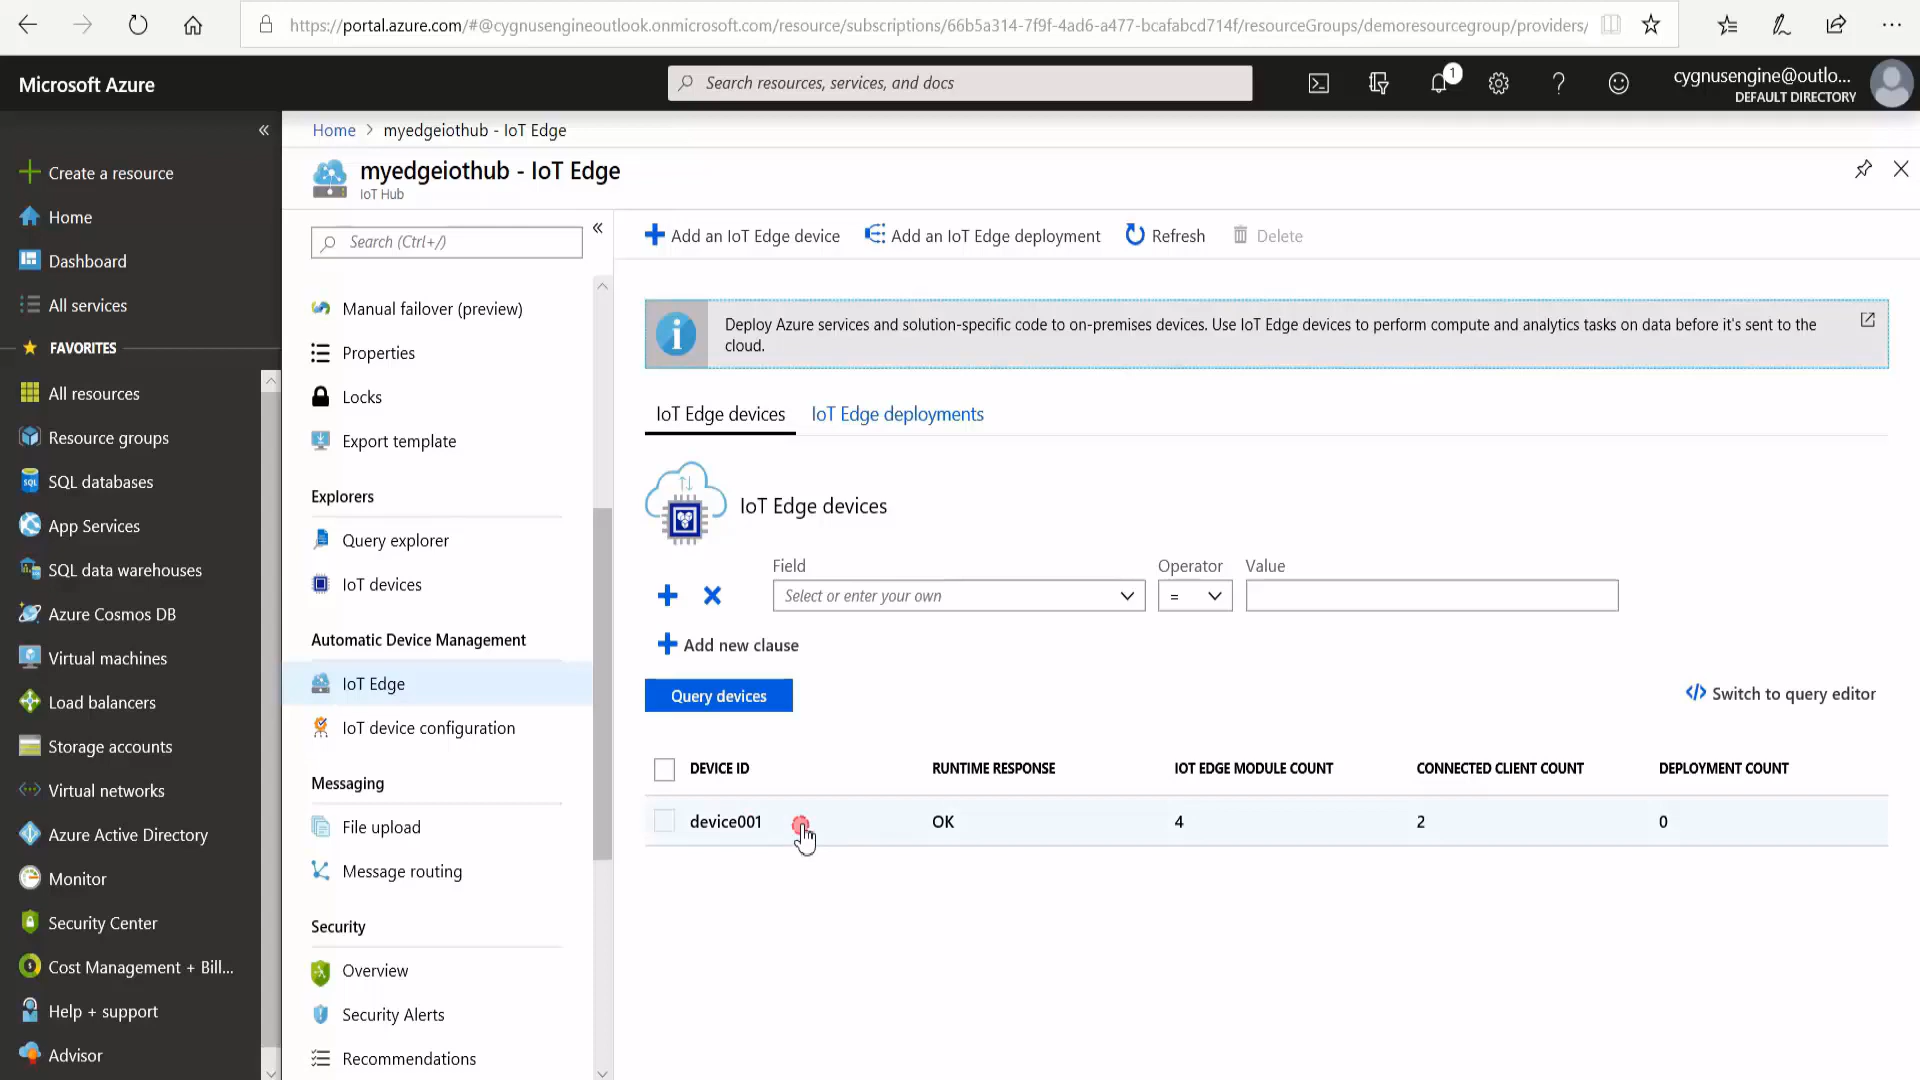 https://portal.azure.com/#@cygnusengineoutlook.onmicrosoft.com/resource/subscriptions/66b5a314-7f9f-4ad6-a477-bcafabcd714f/resourceGroups/demoresourcegroup/providers/
Microsoft Azure
Search resources, services, and docs
1
cygnusengine@outlo...
DEFAULT DIRECTORY
Create a resource
Home
Dashboard
All services
FAVORITES
All resources
Resource groups
SQL databases
App Services
SQL data warehouses
Azure Cosmos DB
Virtual machines
Load balancers
Storage accounts
Virtual networks
Azure Active Directory
Monitor
Security Center
Cost Management + Bill...
Help + support
Advisor
Home > myedgeiothub - IoT Edge
myedgeiothub - IoT Edge
IoT Hub
Search (Ctrl+/)
Manual failover (preview)
Properties
Locks
Export template
Explorers
Query explorer
IoT devices
Automatic Device Management
IoT Edge
IoT device configuration
Messaging
File upload
Message routing
Security
Overview
Security Alerts
Recommendations
Add an IoT Edge device Add an IoT Edge deployment Refresh Delete
Deploy Azure services and solution-specific code to on-premises devices. Use IoT Edge devices to perform compute and analytics tasks on data before it's sent to the
cloud.
IoT Edge devices IoT Edge deployments
IoT Edge devices
Field Operator Value
Select or enter your own =
Add new clause
Query devices
Switch to query editor
DEVICE ID RUNTIME RESPONSE IOT EDGE MODULE COUNT CONNECTED CLIENT COUNT DEPLOYMENT COUNT
device001 OK 4 2 0